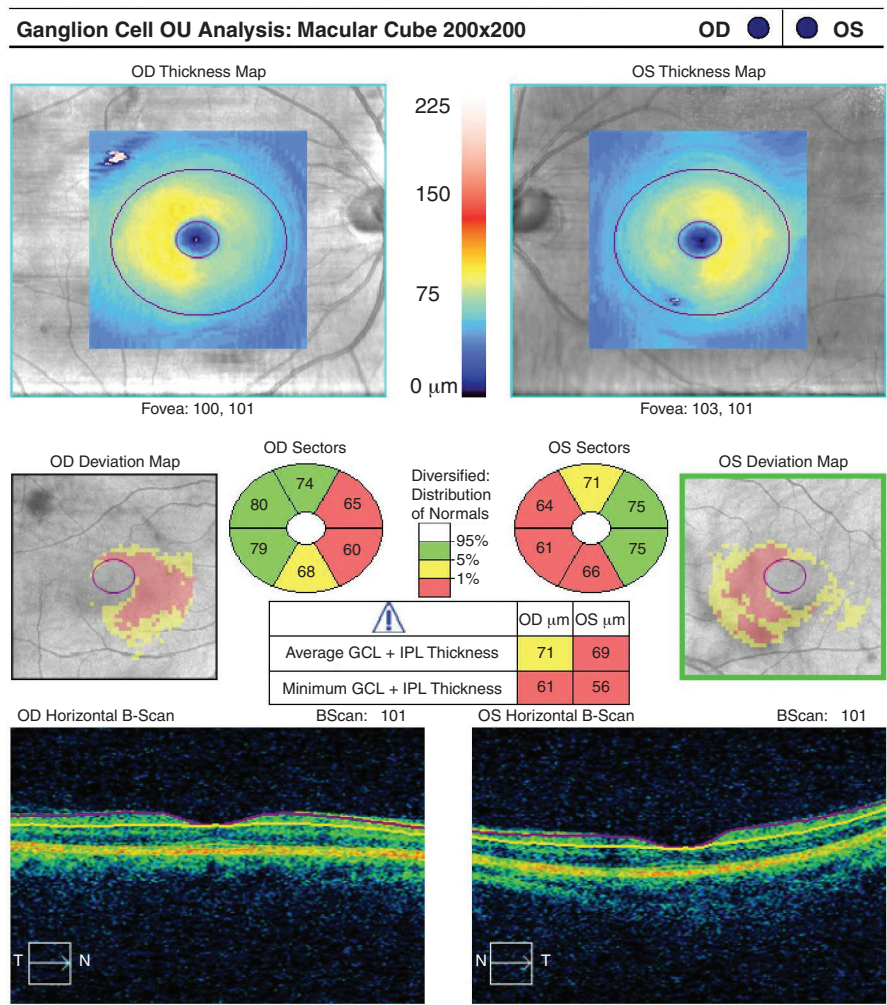 Ganglion Cell OU Analysis: Macular Cube 200x200 OD OS
OD Thickness Map
OS Thickness Map
225
150
75
0 μm
Fovea: 100, 101
Fovea: 103, 101
OD Deviation Map
OD Sectors
74
80
65
79
60
68
Diversified:
Distribution
of Normals
95%
5%
1%
OS Sectors
71
64
75
61
75
66
OS Deviation Map
OD μm OS μm
Average GCL + IPL Thickness 71 69
Minimum GCL + IPL Thickness 61 56
OD Horizontal B-Scan BScan: 101
OS Horizontal B-Scan BScan: 101
T N
N T